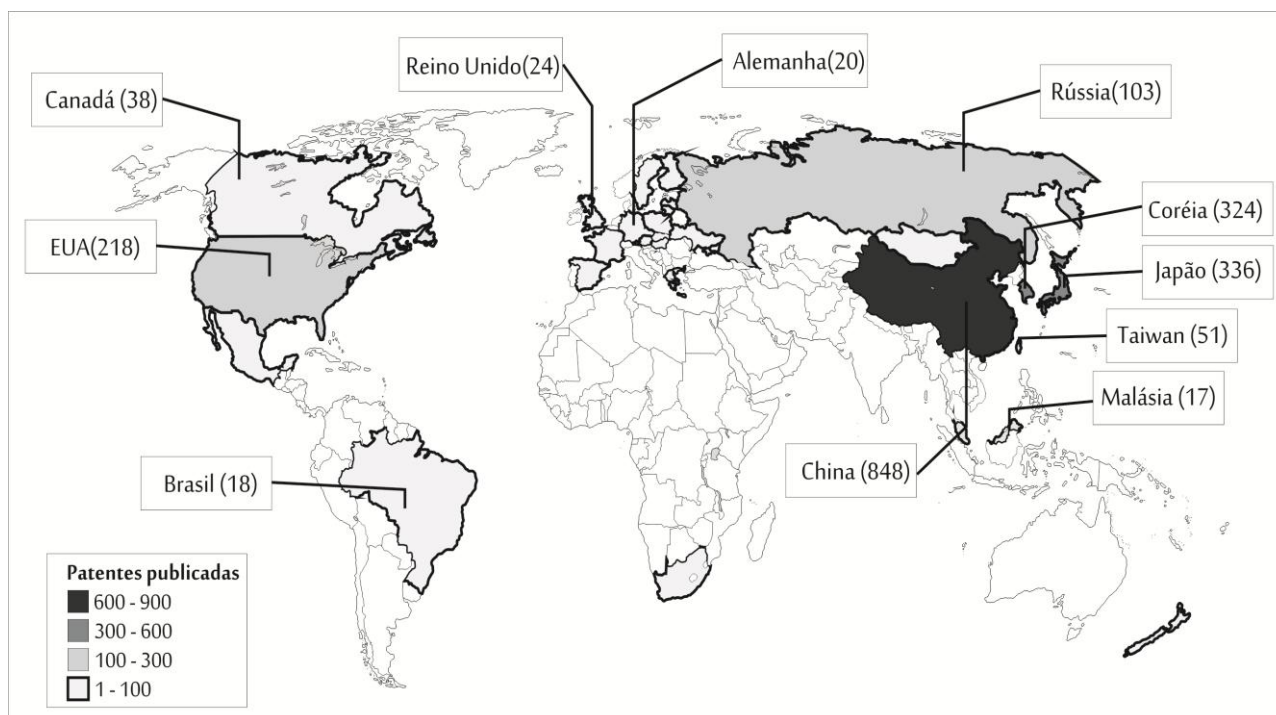 Reino Unido(24)
Alemanha(20)
Canadá (38)
Rússia(103)
EUA(218)
Coréia (324)
Japão (336)
Taiwan (51)
Malásia (17)
China (848)
Brasil (18)
Patentes publicadas
600 - 900
300 - 600
100 - 300
1 - 100